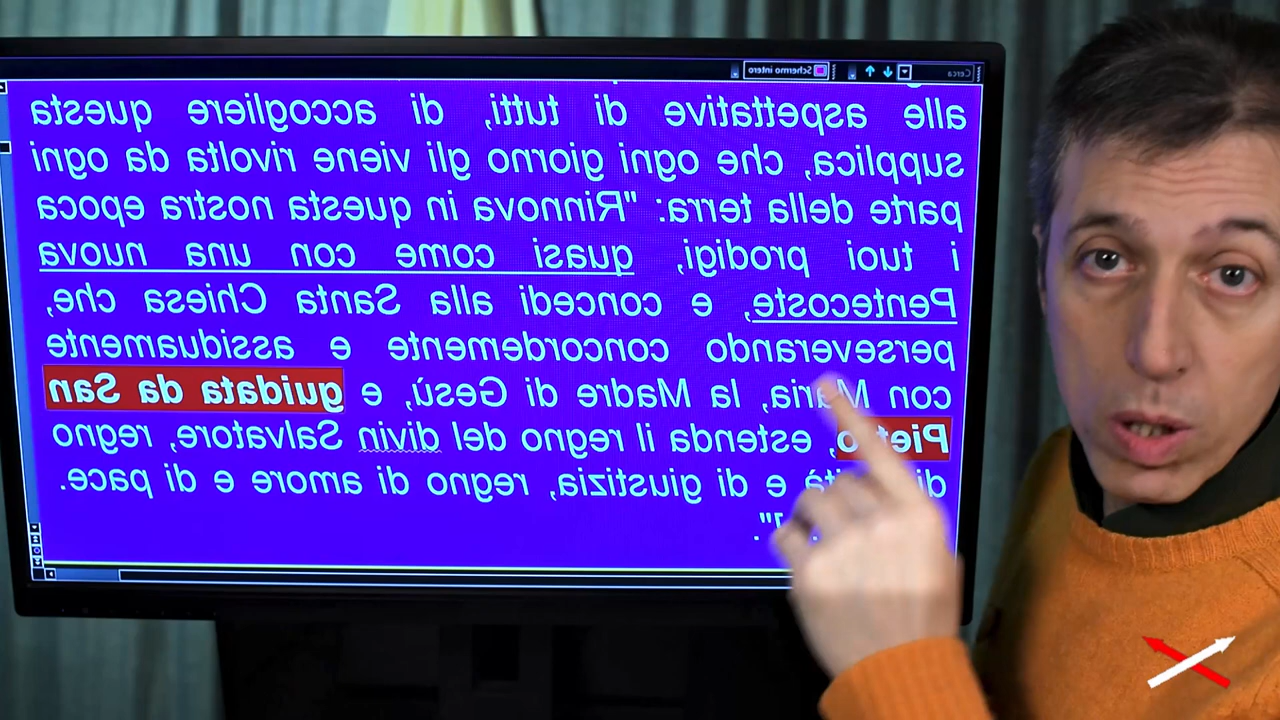 Cerca Schermo intero
alle aspettative di tutti, di accogliere questa
supplica, che ogni giorno gli viene rivolta da ogni
parte della terra: "Rinnova in questa nostra epoca
i tuoi prodigi, quasi come con una nuova
Pentecoste, e concedi alla Santa Chiesa che,
perseverando concordemente e assiduamente
con Maria, la Madre di Gesù, e guidata da San
Pietro, estenda il regno del divin Salvatore, regno
di e di giustizia, regno di amore e di pace.
".